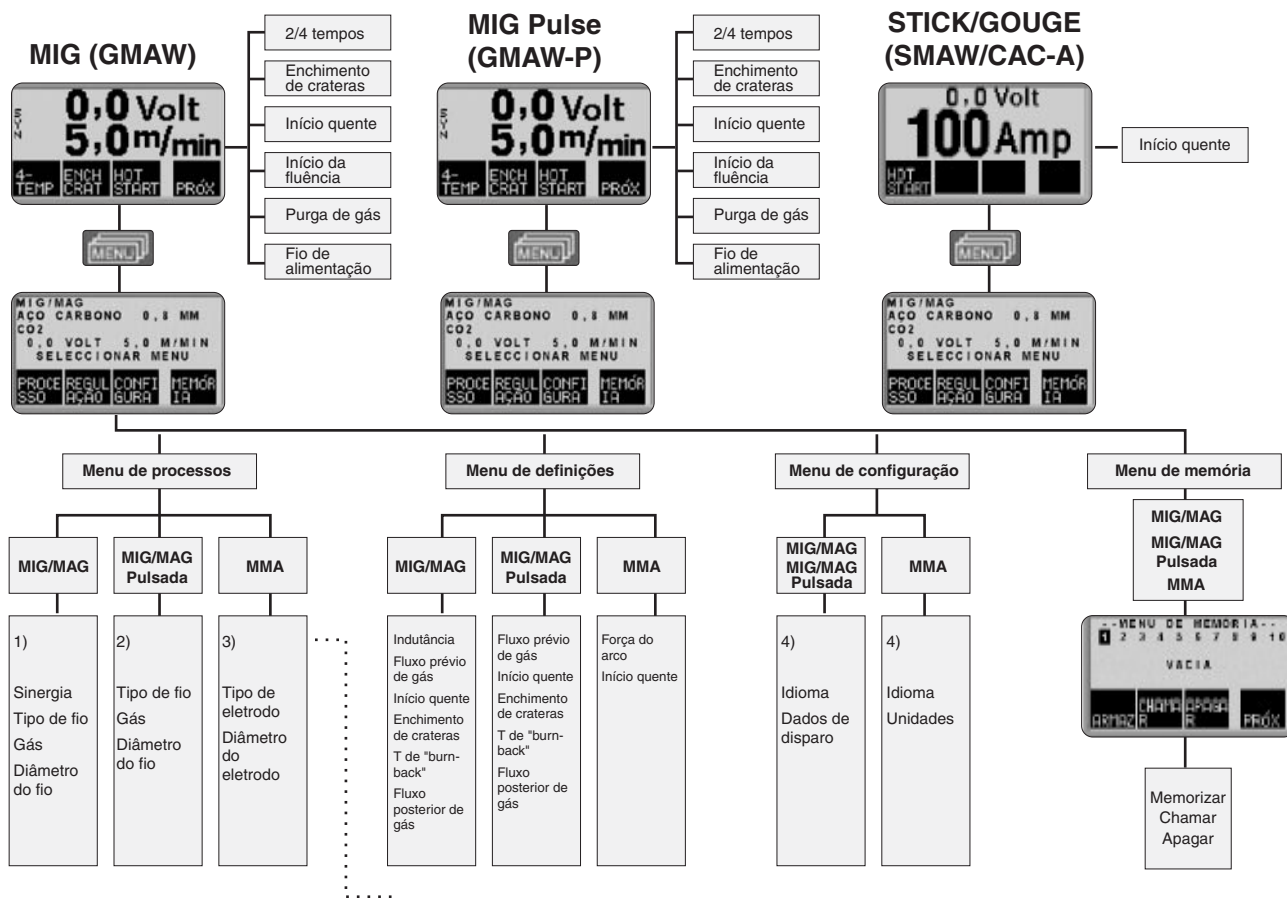 MIG (GMAW)
0,0 Volt
SYN
5,0 m/min
4-
TEMP
ENCH
CRAT
HOT
START
PRÓX
MENU
MIG/MAG
AÇO CARBONO 0,8 MM
CO2
0,0 VOLT 5,0 M/MIN
SELECCIONAR MENU
PROCE
SSO
REGUL
AÇÃO
CONFI
GURA
MEMÓR
IA
2/4 tempos
Enchimento
de crateras
Início quente
Início da
fluência
Purga de gás
Fio de
alimentação
MIG Pulse
(GMAW-P)
0,0 Volt
SYN
5,0 m/min
4-
TEMP
ENCH
CRAT
HOT
START
PRÓX
MENU
MIG/MAG
AÇO CARBONO 0,8 MM
CO2
0,0 VOLT 5,0 M/MIN
SELECCIONAR MENU
PROCE
SSO
REGUL
AÇÃO
CONFI
GURA
MEMÓR
IA
2/4 tempos
Enchimento
de crateras
Início quente
Início da
fluência
Purga de gás
Fio de
alimentação
STICK/GOUGE
(SMAW/CAC-A)
0,0 Volt
100 Amp
HOT
START
Início quente
MENU
MIG/MAG
AÇO CARBONO 0,8 MM
CO2
0,0 VOLT 5,0 M/MIN
SELECCIONAR MENU
PROCE
SSO
REGUL
AÇÃO
CONFI
GURA
MEMÓR
IA
Menu de processos
MIG/MAG
1)
Sinergia
Tipo de fio
Gás
Diâmetro
do fio
MIG/MAG
Pulsada
2)
Tipo de fio
Gás
Diâmetro
do fio
MMA
3)
Tipo de
eletrodo
Diâmetro
do
eletrodo
Menu de definições
MIG/MAG
Indutância
Fluxo prévio
de gás
Início quente
Enchimento
de crateras
T de "burn-
back"
Fluxo
posterior de
gás
MIG/MAG
Pulsada
Fluxo prévio
de gás
Início quente
Enchimento
de crateras
T de "burn-
back"
Fluxo
posterior de
gás
MMA
Força do
arco
Início quente
Menu de configuração
MIG/MAG
MIG/MAG
Pulsada
4)
Idioma
Dados de
disparo
MMA
4)
Idioma
Unidades
Menu de memória
MIG/MAG
MIG/MAG
Pulsada
MMA
--MENU DE MEMORIA--
1 2 3 4 5 6 7 8 9 10
VACIA
ARMAZ
CHAMA
R
APAGA
R
PRÓX
Memorizar
Chamar
Apagar